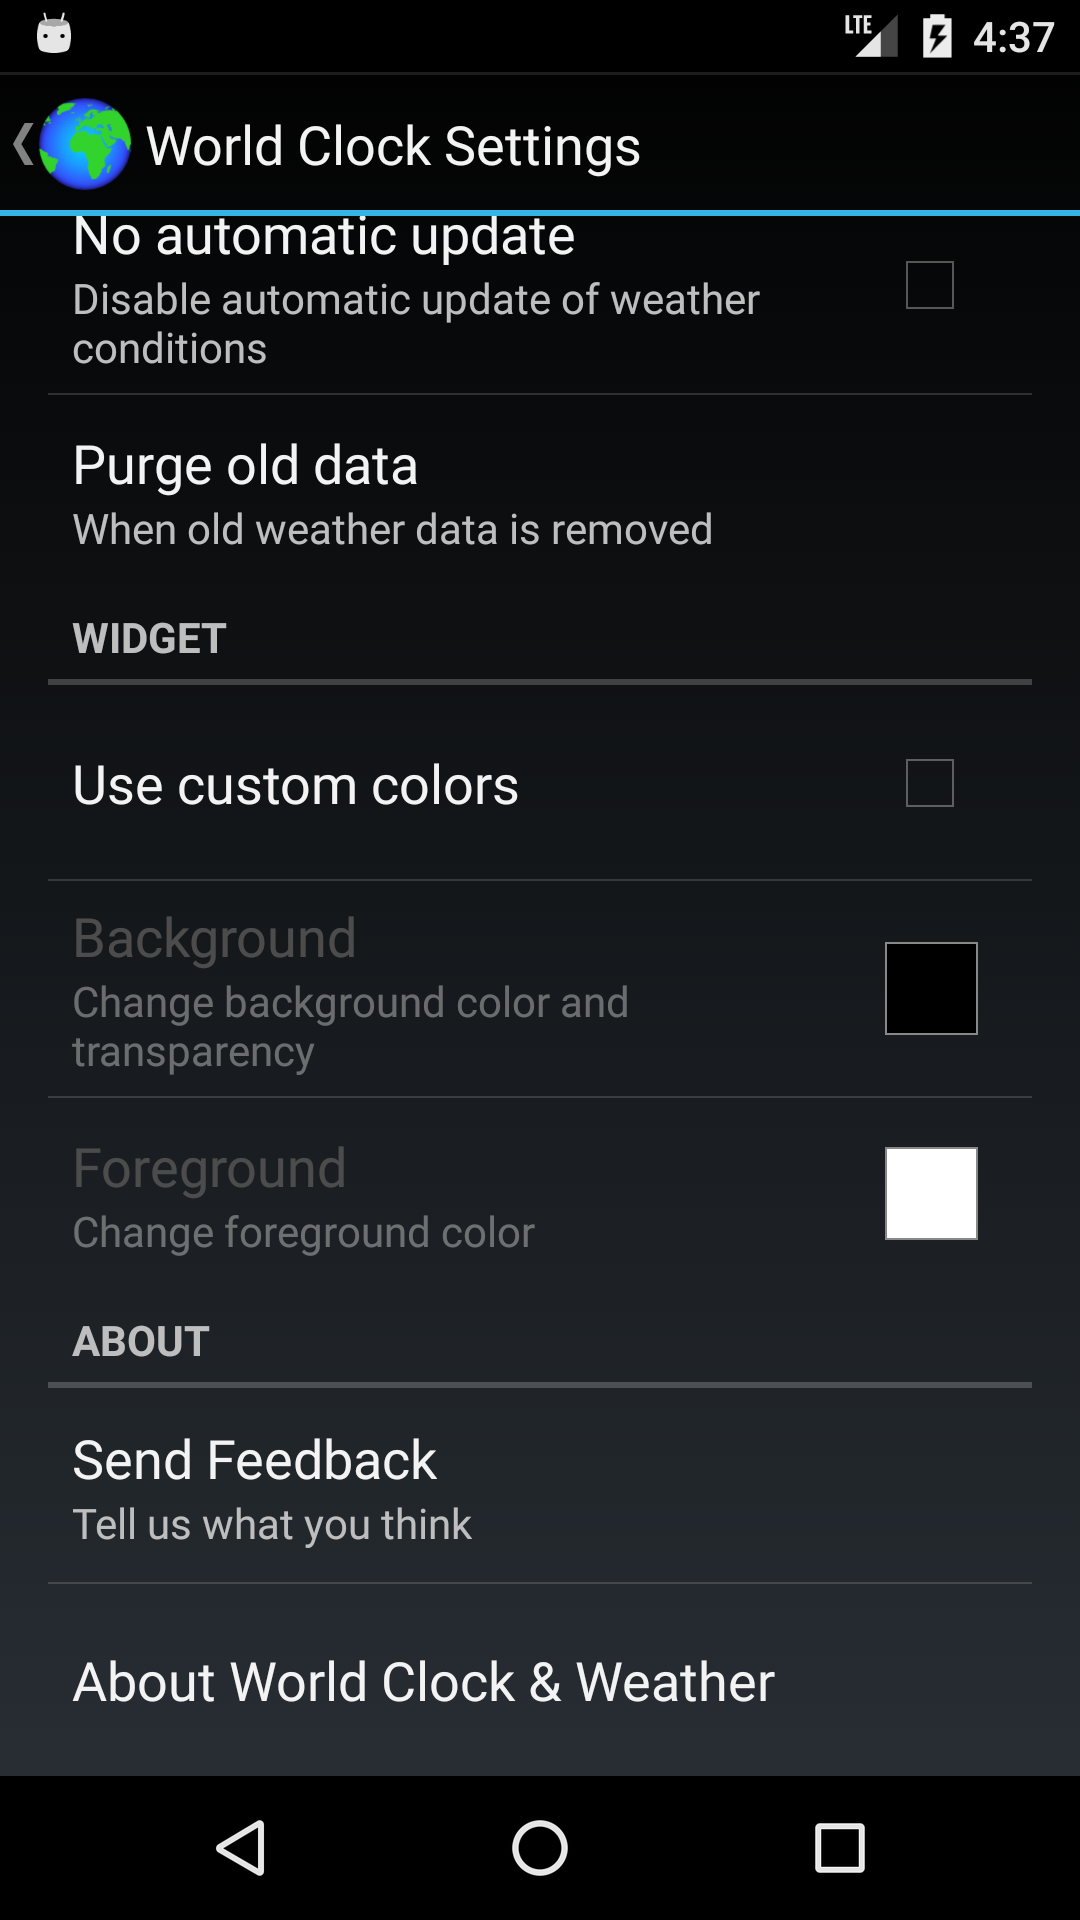 LTE 4:37
World Clock Settings
No automatic update
Disable automatic update of weather
conditions
Purge old data
When old weather data is removed
WIDGET
Use custom colors
Background
Change background color and
transparency
Foreground
Change foreground color
ABOUT
Send Feedback
Tell us what you think
About World Clock & Weather